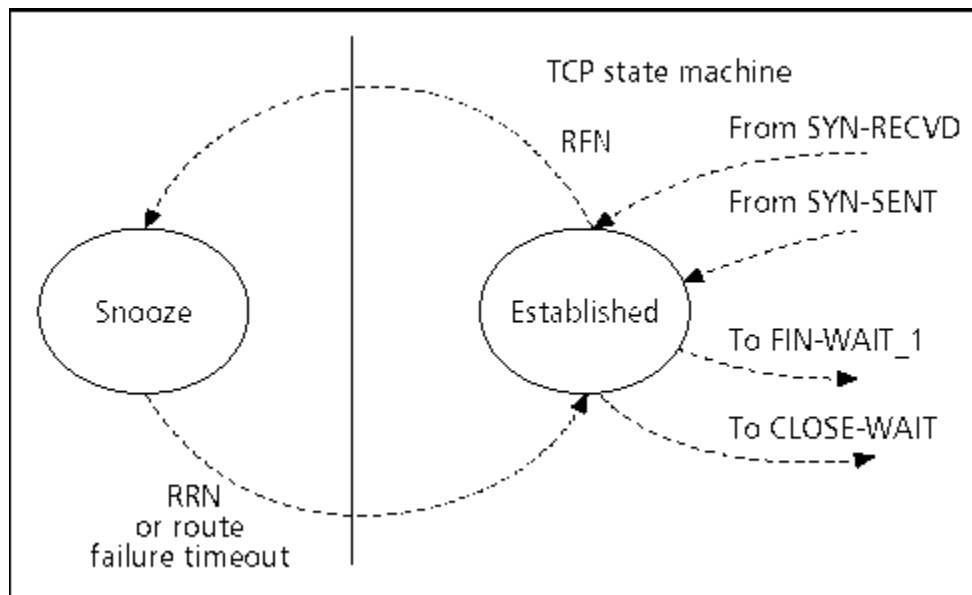 TCP state machine
RFN
From SYN-RECVD
From SYN-SENT
Snooze
Established
To FIN-WAIT_1
To CLOSE-WAIT
RRN
or route
failure timeout